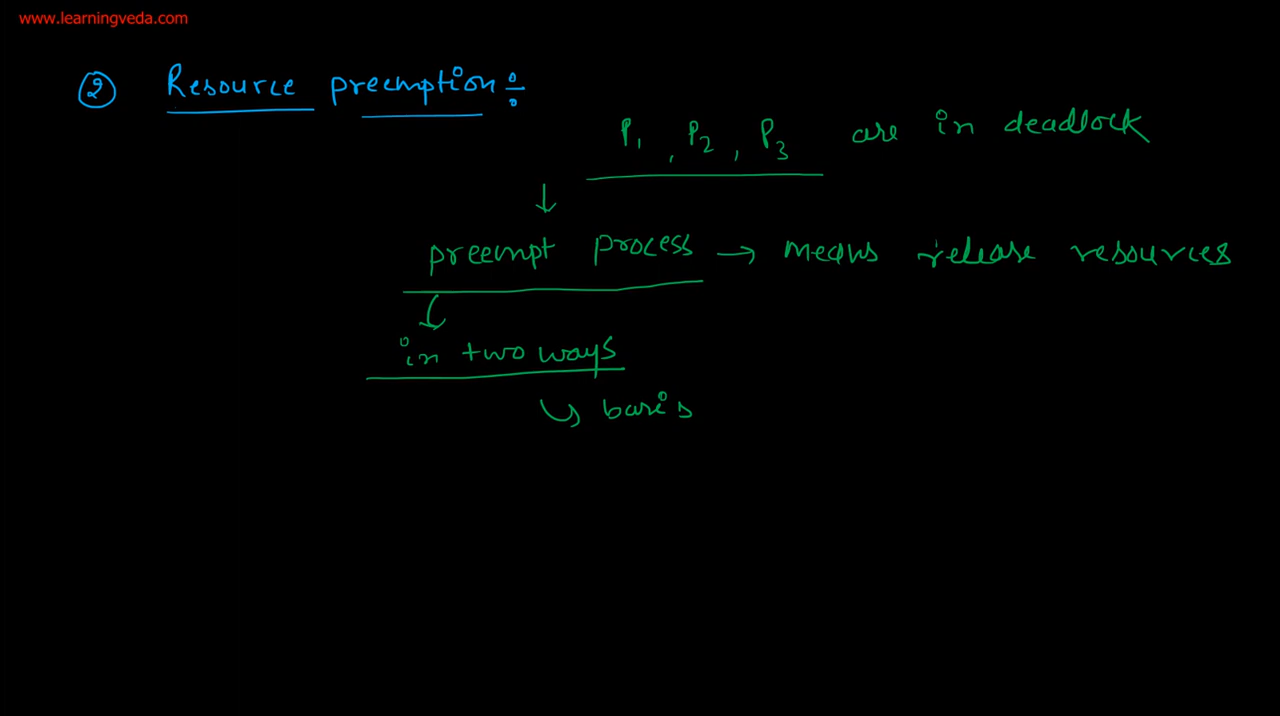 www.learningveda.com
② Resource preemption:
P1, P2, P3 are in deadlock
↓
preempt process → means release resources
in two ways
↳ basis